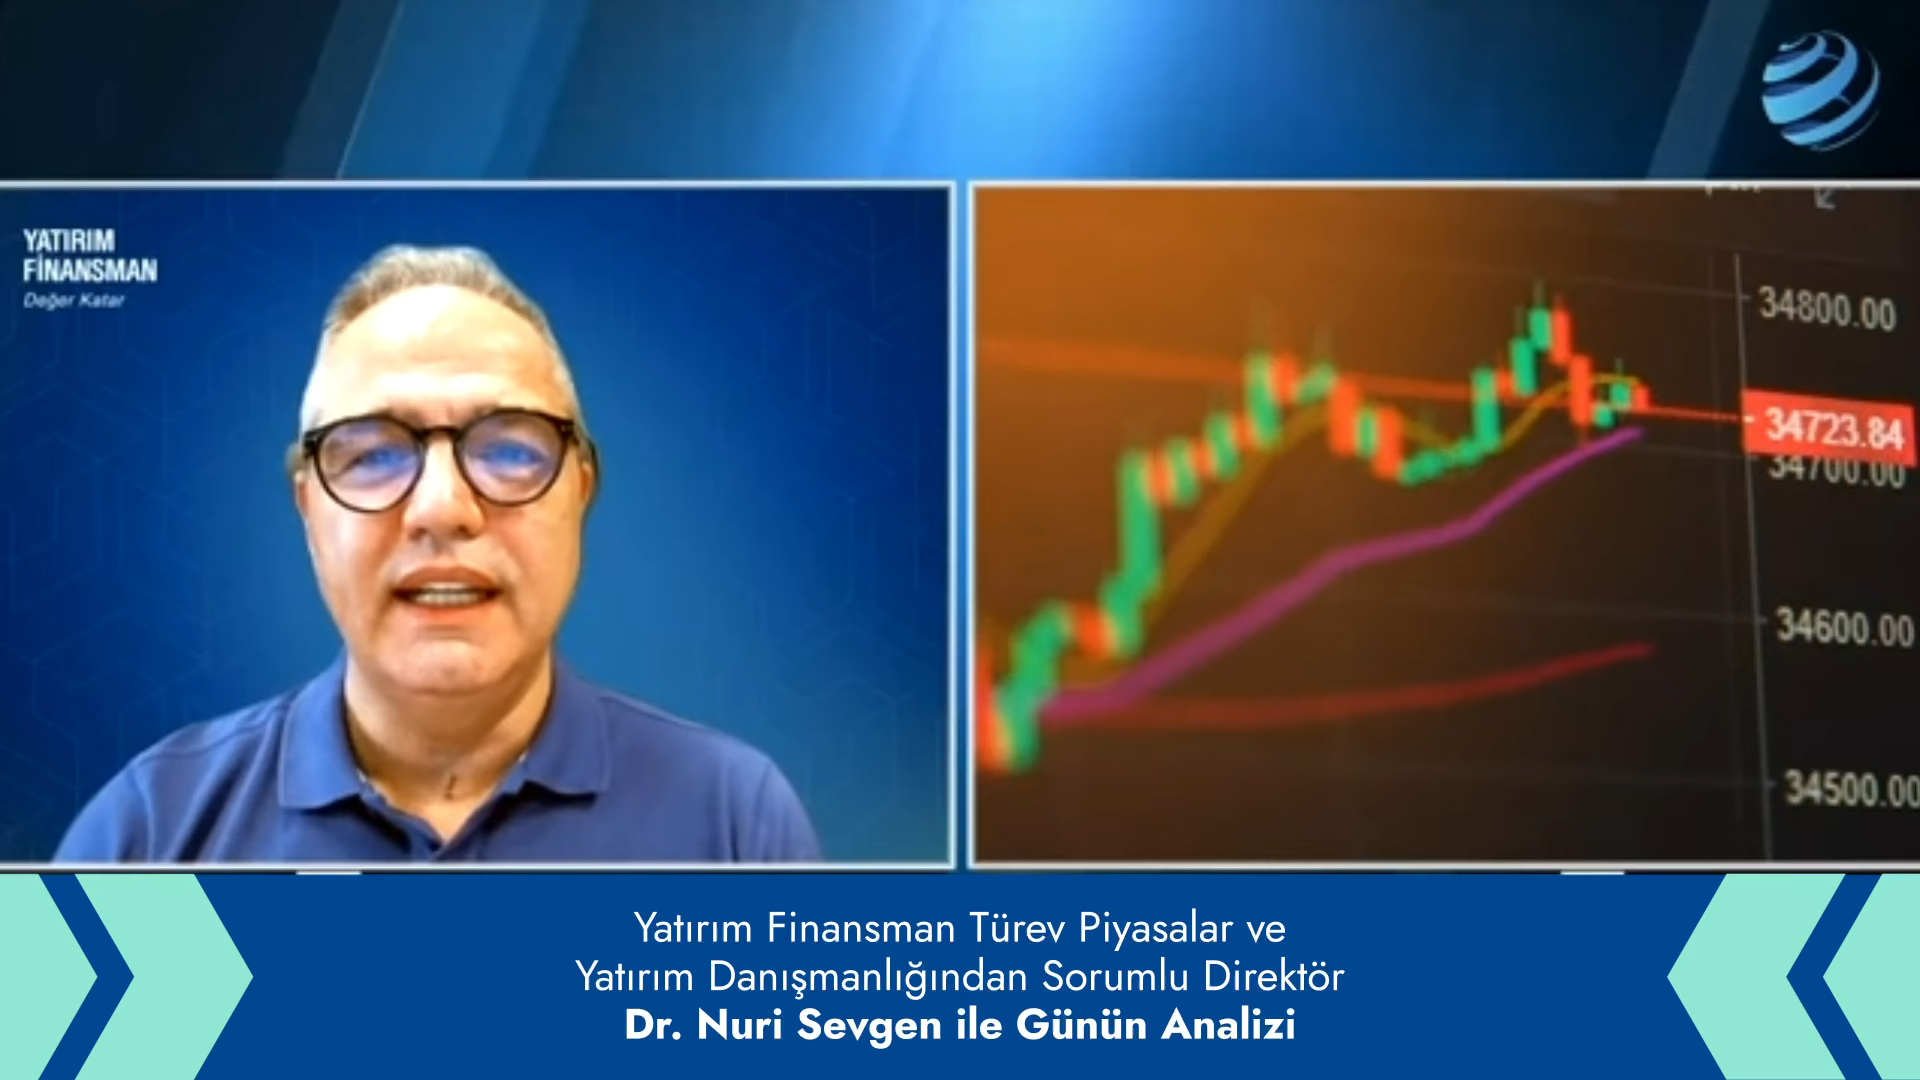 YATIRIM
FİNANSMAN
Değer Katar
34800.00
34723.84
34700.00
34600.00
34500.00
Yatırım Finansman Türev Piyasalar ve
Yatırım Danışmanlığından Sorumlu Direktör
Dr. Nuri Sevgen ile Günün Analizi